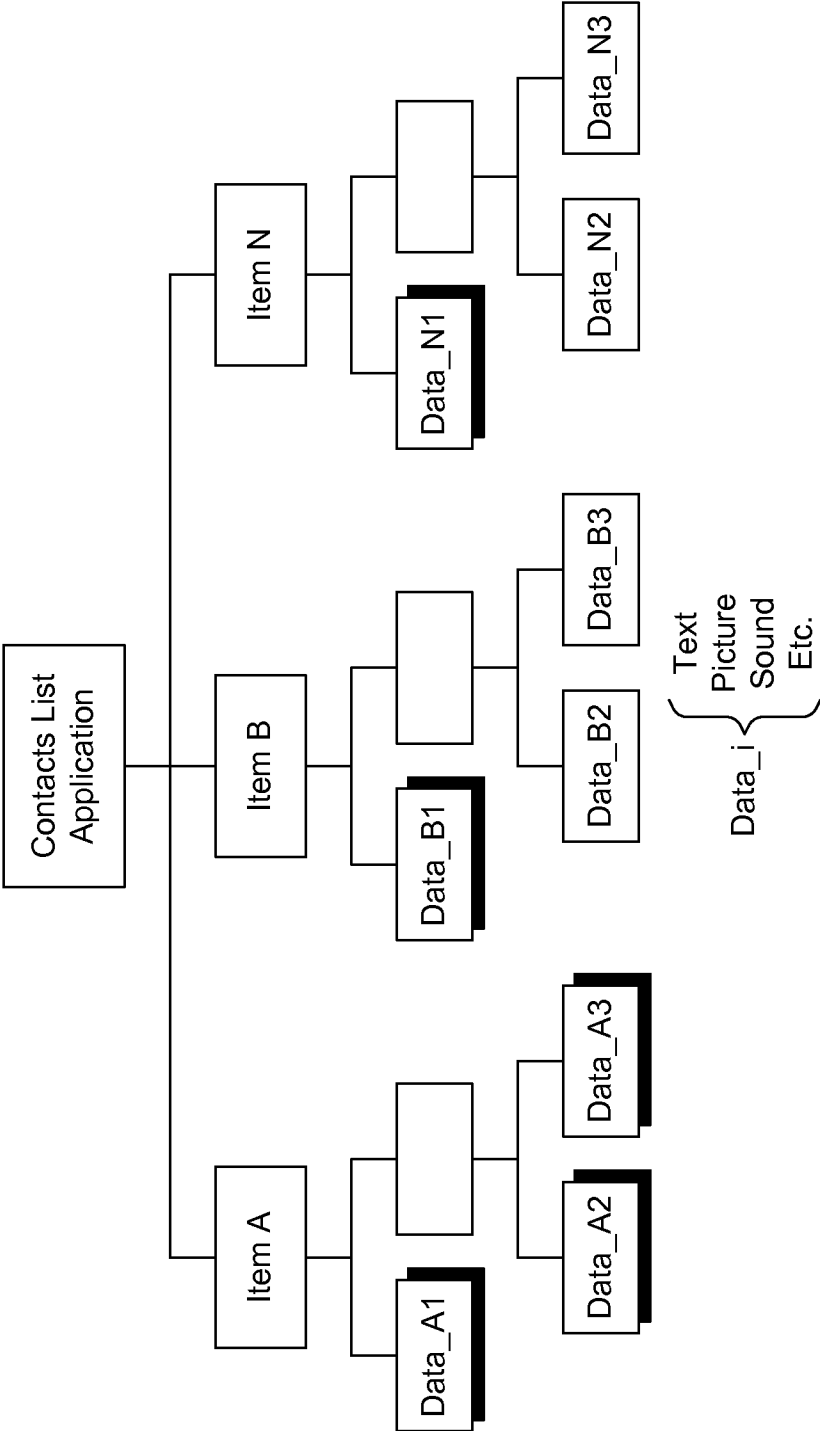 Contacts List
Application
Item A
Item B
Item N
Data_A1
Data_B1
Data_N1
Data_A2
Data_A3
Data_B2
Data_B3
Data_N2
Data_N3
Data_i
Text
Picture
Sound
Etc.